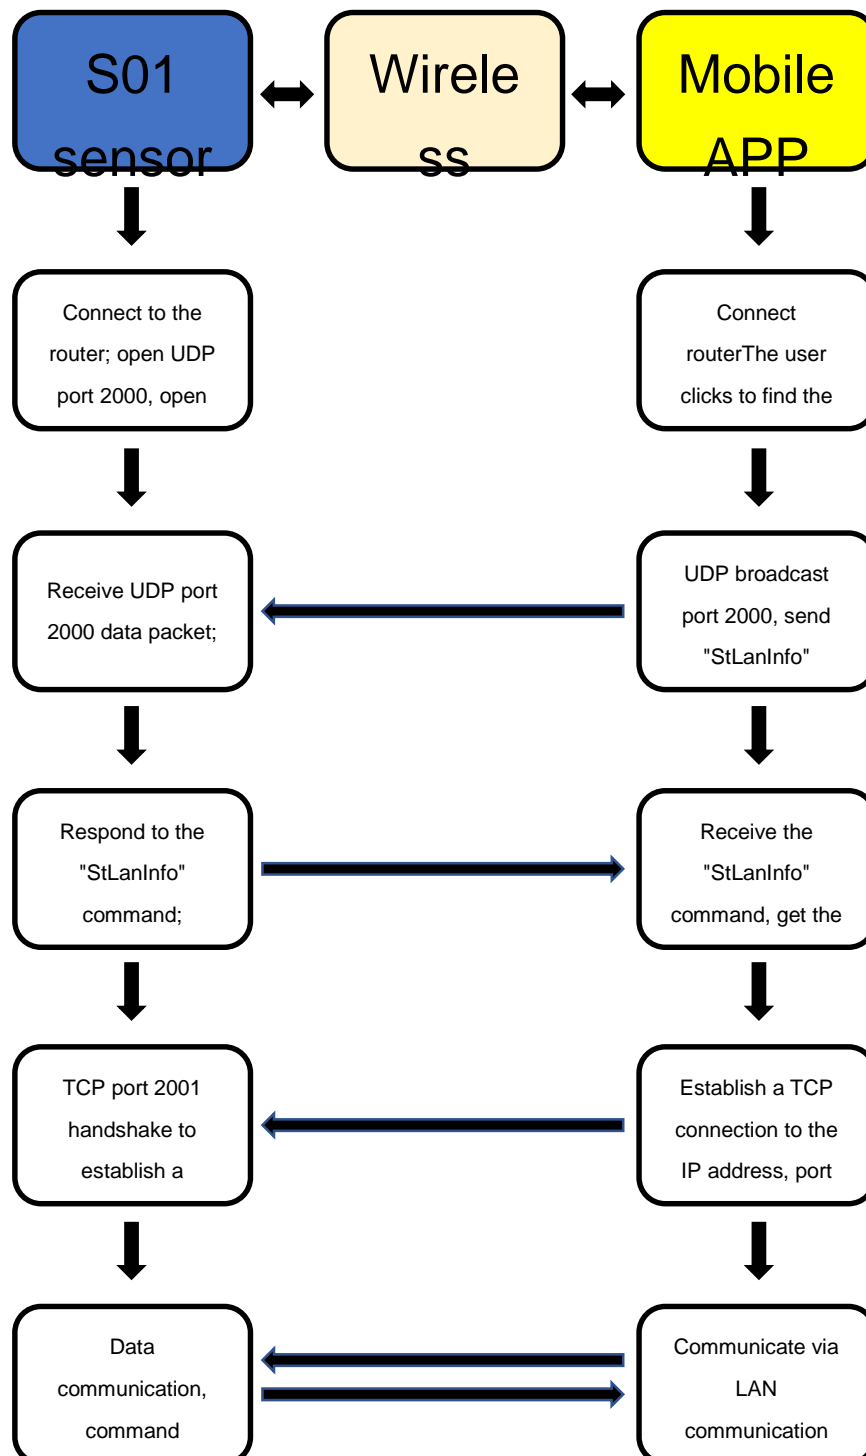 S01
sensor
Wirele
ss
Mobile
APP
Connect to the
router; open UDP
port 2000, open
Connect
routerThe user
clicks to find the
Receive UDP port
2000 data packet;
UDP broadcast
port 2000, send
"StLanInfo"
Respond to the
"StLanInfo"
command;
Receive the
"StLanInfo"
command, get the
TCP port 2001
handshake to
establish a
Establish a TCP
connection to the
IP address, port
Data
communication,
command
Communicate via
LAN
communication